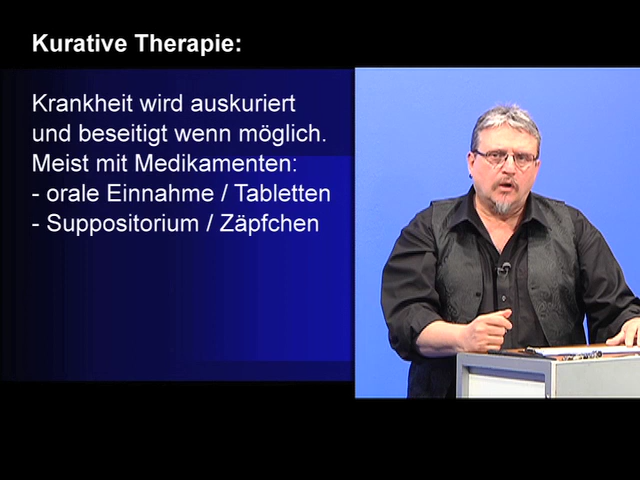 Kurative Therapie:
Krankheit wird auskuriert
und beseitigt wenn möglich.
Meist mit Medikamenten:
- orale Einnahme / Tabletten
- Suppositorium / Zäpfchen